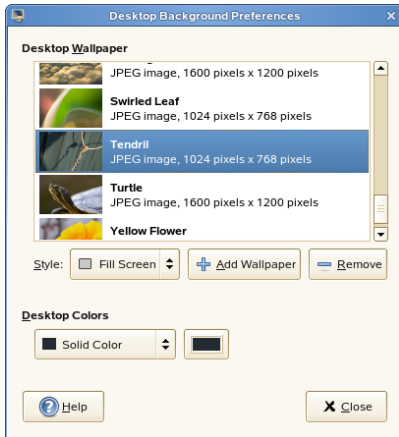 Desktop Background Preferences
Desktop Wallpaper
JPEG image, 1600 pixels x 1200 pixels
Swirled Leaf
JPEG image, 1024 pixels x 768 pixels
Tendril
JPEG image, 1024 pixels x 768 pixels
Turtle
JPEG image, 1600 pixels x 1200 pixels
Yellow Flower
Style: Fill Screen Add Wallpaper Remove
Desktop Colors
Solid Color
Help Close